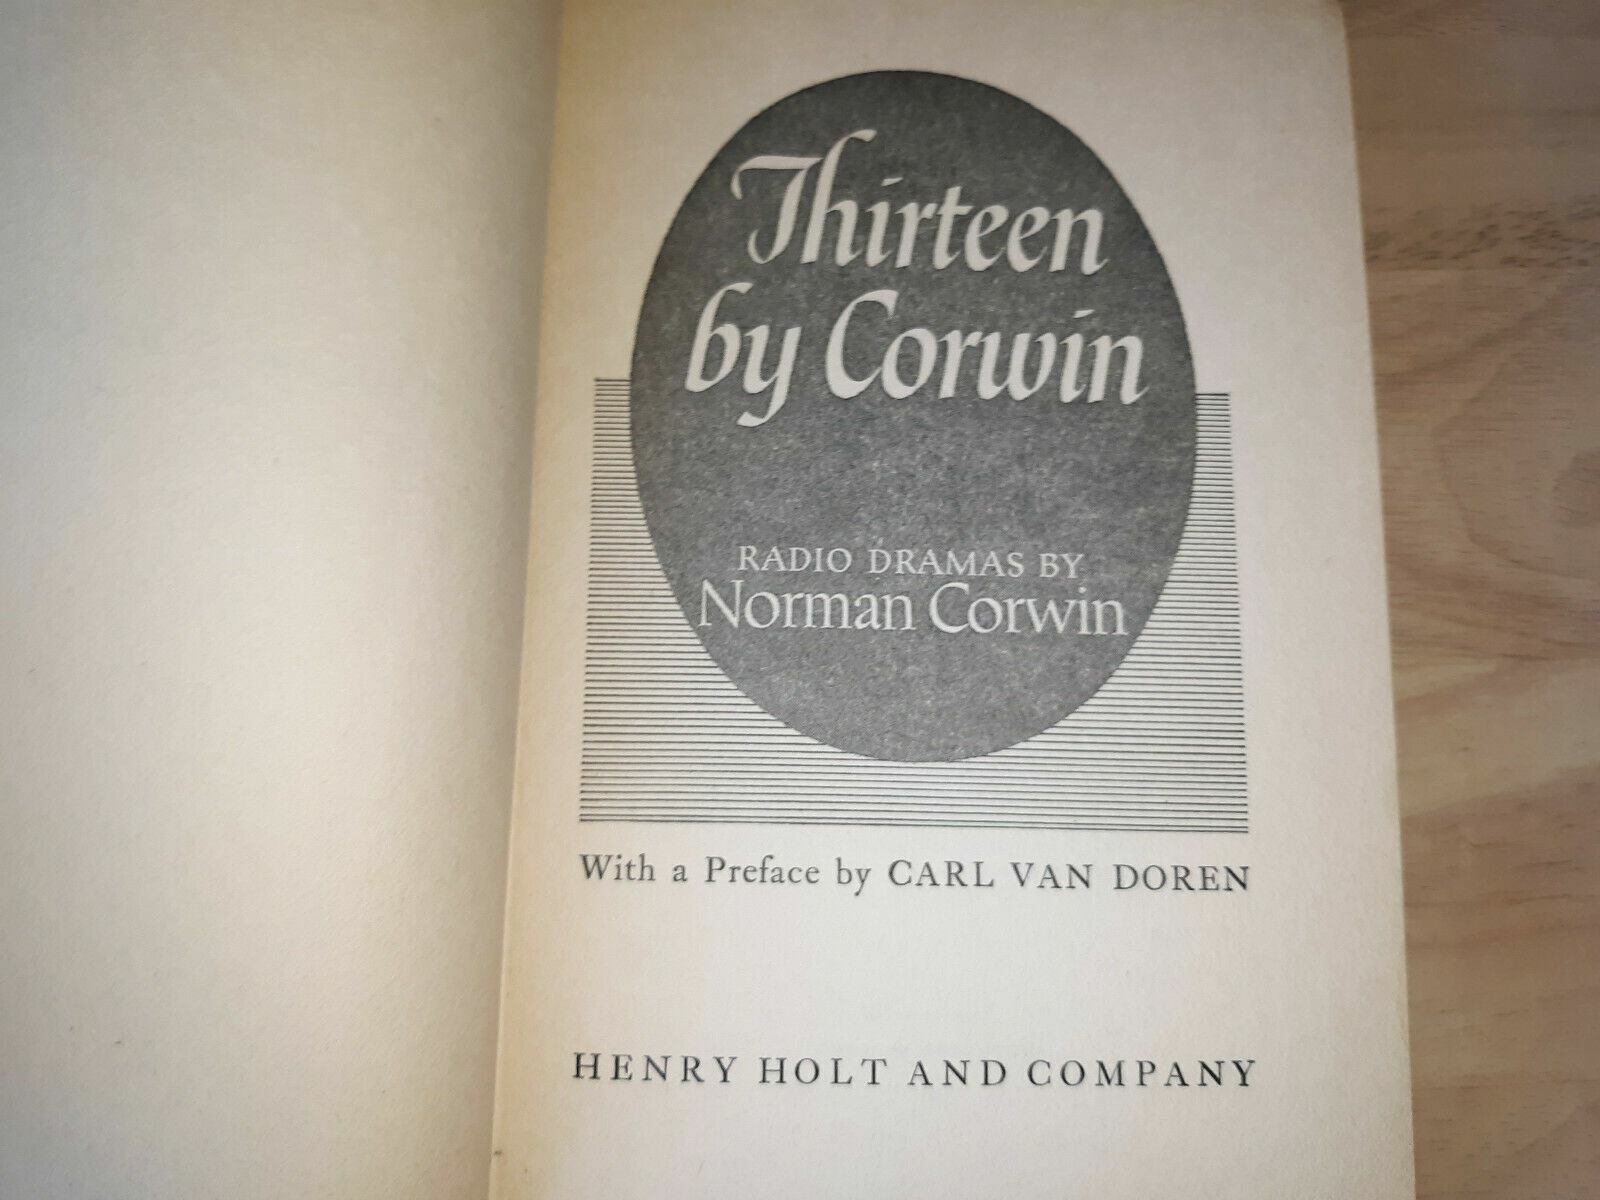 Thirteen
by Corwin
RADIO DRAMAS BY
Norman Corwin
With a Preface by CARL VAN DOREN
HENRY HOLT AND COMPANY